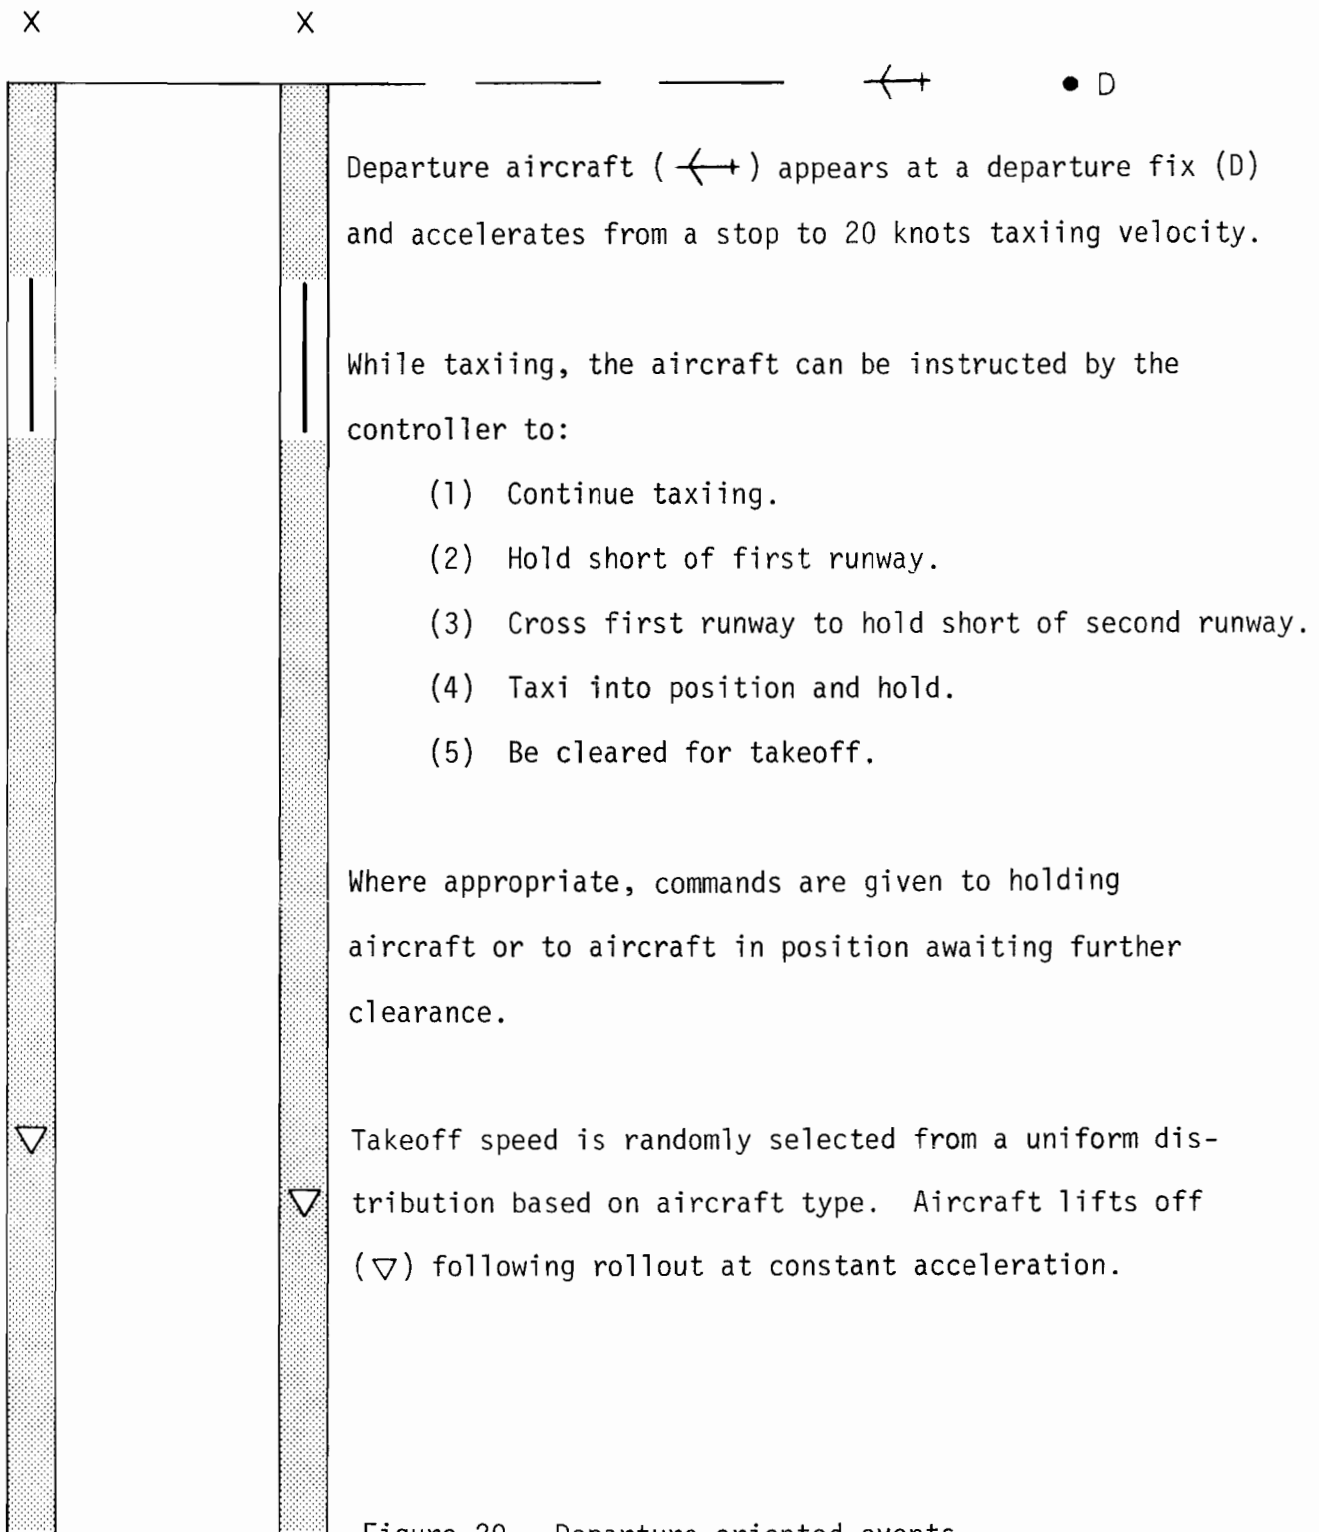 X X
D
Departure aircraft ( ) appears at a departure fix (D)
and accelerates from a stop to 20 knots taxiing velocity.
While taxiing, the aircraft can be instructed by the
controller to:
(1) Continue taxiing.
(2) Hold short of first runway.
(3) Cross first runway to hold short of second runway.
(4) Taxi into position and hold.
(5) Be cleared for takeoff.
Where appropriate, commands are given to holding
aircraft or to aircraft in position awaiting further
clearance.
Takeoff speed is randomly selected from a uniform dis-
tribution based on aircraft type. Aircraft lifts off
(▽) following rollout at constant acceleration.
Departure oriented events